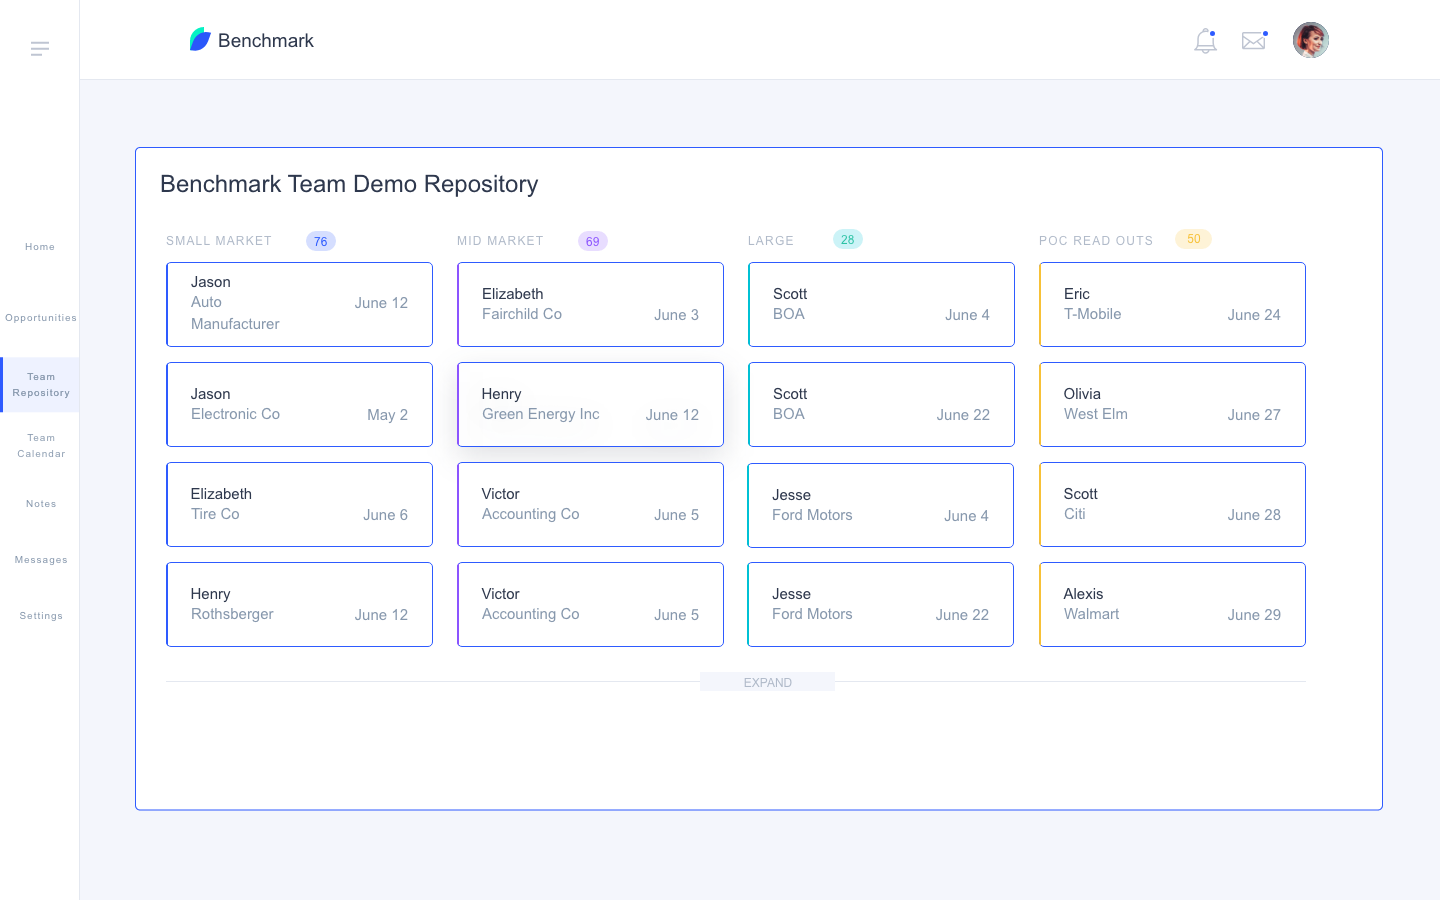 Benchmark
Home
Opportunities
Team
Repository
Team
Calendar
Notes
Messages
Settings
Benchmark Team Demo Repository
SMALL MARKET 76
Jason
Auto
Manufacturer
June 12
Jason
Electronic Co
May 2
Elizabeth
Tire Co
June 6
Henry
Rothsberger
June 12
MID MARKET 69
Elizabeth
Fairchild Co
June 3
Henry
Green Energy Inc
June 12
Victor
Accounting Co
June 5
Victor
Accounting Co
June 5
LARGE 28
Scott
BOA
June 4
Scott
BOA
June 22
Jesse
Ford Motors
June 4
Jesse
Ford Motors
June 22
POC READ OUTS 50
Eric
T-Mobile
June 24
Olivia
West Elm
June 27
Scott
Citi
June 28
Alexis
Walmart
June 29
EXPAND